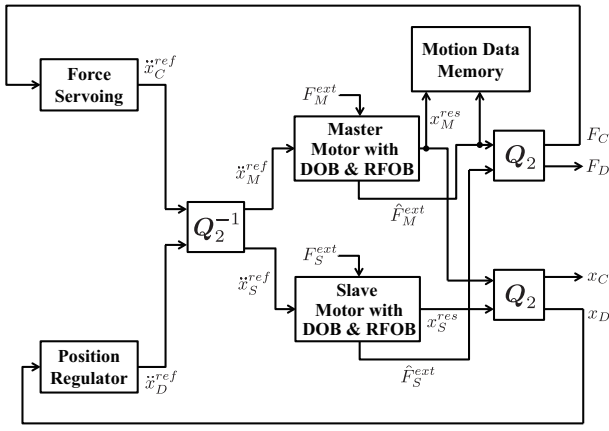 Force
Servoing
ẍ_C^{ref}
Motion Data
Memory
F_M^{ext}
x_M^{res}
Master
Motor with
DOB & RFOB
F_C
Q_2
F_D
ẍ_M^{ref}
F̂_M^{ext}
Q_2^{-1}
F_S^{ext}
ẍ_S^{ref}
Slave
Motor with
DOB & RFOB
x_S^{res}
x_C
Q_2
x_D
Position
Regulator
ẍ_D^{ref}
F̂_S^{ext}